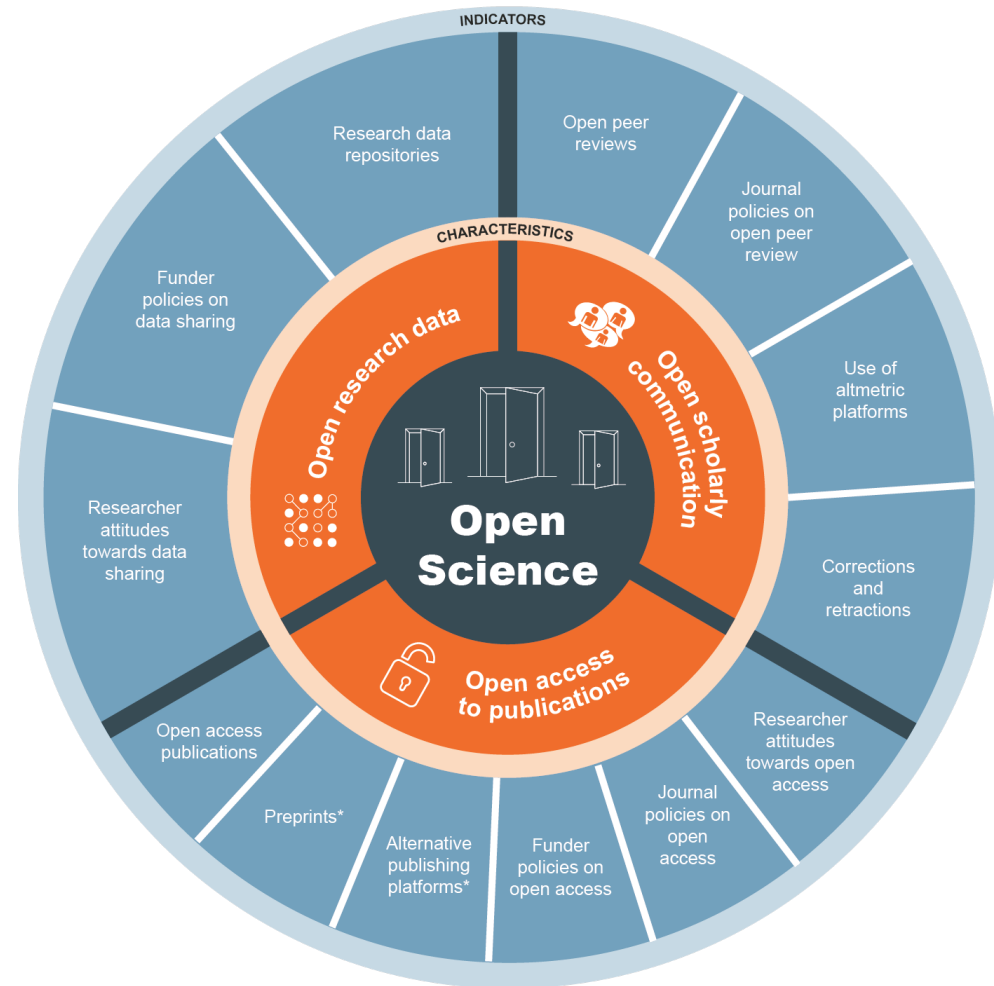 INDICATORS
Research data
repositories
Open peer
reviews
Journal
policies on
open peer
review
Funder
policies on
data sharing
CHARACTERISTICS
Open research data
Open scholarly
communication
Use of
altmetric
platforms
Researcher
attitudes
towards data
sharing
Open
Science
Corrections
and
retractions
Open access
to publications
Open access
publications
Preprints*
Alternative
publishing
platforms*
Funder
policies on
open access
Journal
policies on
open
access
Researcher
attitudes
towards open
access